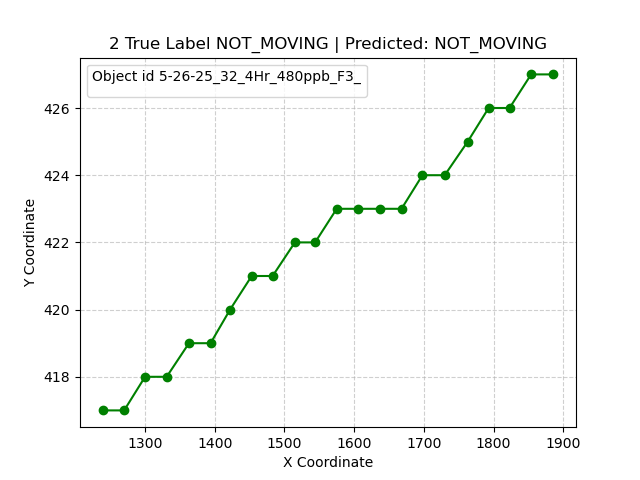 2 True Label NOT_MOVING | Predicted: NOT_MOVING
Object id 5-26-25_32_4Hr_480ppb_F3_
426
424
422
420
418
Y Coordinate
1300 1400 1500 1600 1700 1800 1900
X Coordinate